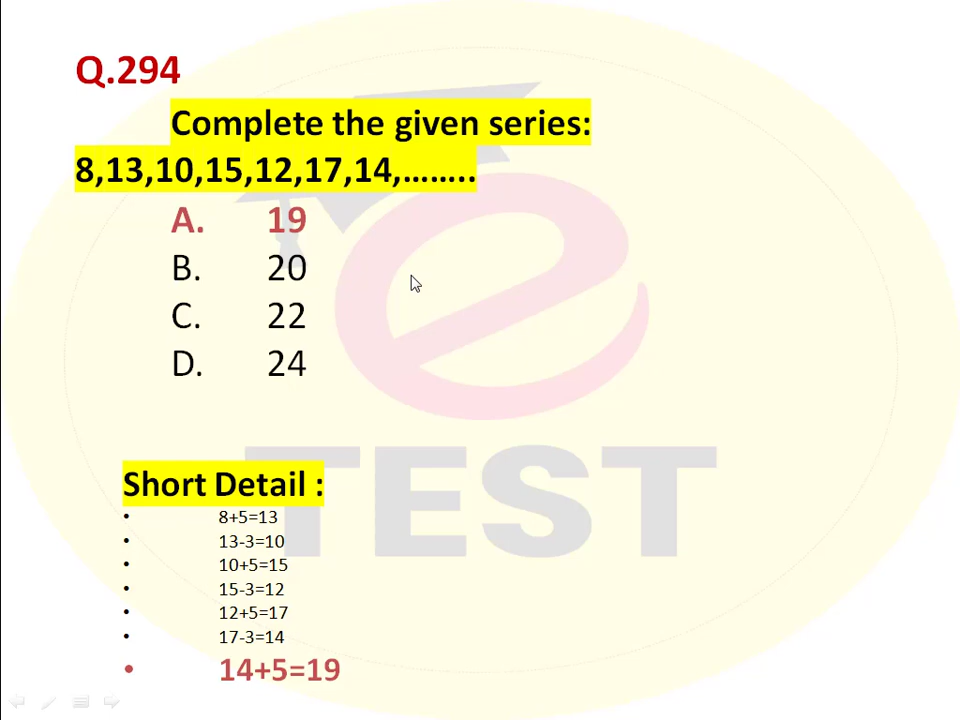 Q.294
Complete the given series:
8,13,10,15,12,17,14,……..
A. 19
B. 20
C. 22
D. 24
e
TEST
Short Detail :
• 8+5=13
• 13-3=10
• 10+5=15
• 15-3=12
• 12+5=17
• 17-3=14
• 14+5=19